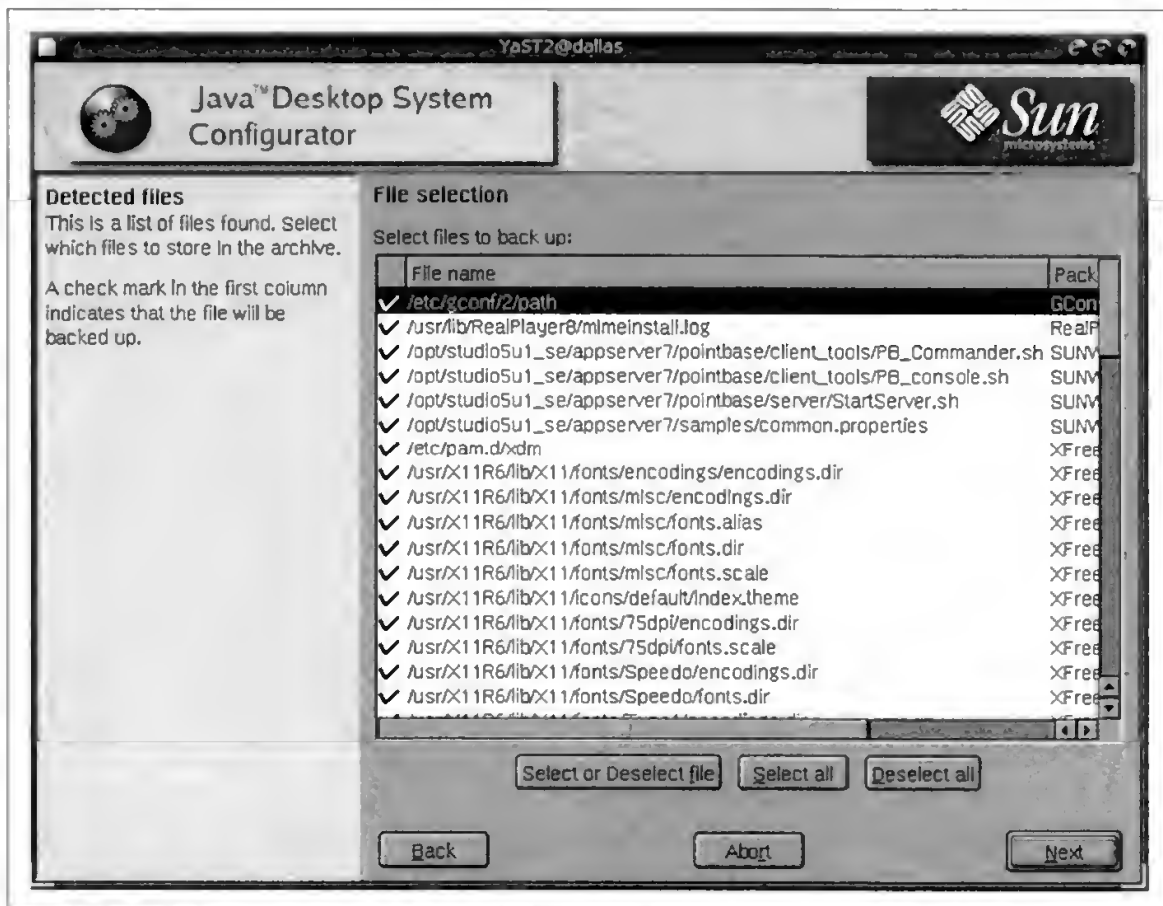 YaST2@dallas
Java™ Desktop System
Configurator
Sun
microsystems
Detected files
This is a list of files found. Select
which files to store in the archive.
A check mark in the first column
indicates that the file will be
backed up.
File selection
Select files to back up:
File name Pack
/etc/gconf/2/path GCon
/usr/lib/RealPlayer8/mimeinstall.log RealP
/opt/studio5u1_se/appserver7/pointbase/client_tools/PB_Commander.sh SUNW
/opt/studio5u1_se/appserver7/pointbase/client_tools/PB_console.sh SUNW
/opt/studio5u1_se/appserver7/pointbase/server/StartServer.sh SUNW
/opt/studio5u1_se/appserver7/samples/common.properties SUNW
/etc/pam.d/xdm XFree
/usr/X11R6/lib/X11/fonts/encodings/encodings.dir XFree
/usr/X11R6/lib/X11/fonts/misc/encodings.dir XFree
/usr/X11R6/lib/X11/fonts/misc/fonts.alias XFree
/usr/X11R6/lib/X11/fonts/misc/fonts.dir XFree
/usr/X11R6/lib/X11/fonts/misc/fonts.scale XFree
/usr/X11R6/lib/X11/icons/default/index.theme XFree
/usr/X11R6/lib/X11/fonts/75dpi/encodings.dir XFree
/usr/X11R6/lib/X11/fonts/75dpi/fonts.scale XFree
/usr/X11R6/lib/X11/fonts/Speedo/encodings.dir XFree
/usr/X11R6/lib/X11/fonts/Speedo/fonts.dir XFree
Select or Deselect file Select all Deselect all
Back Abort Next